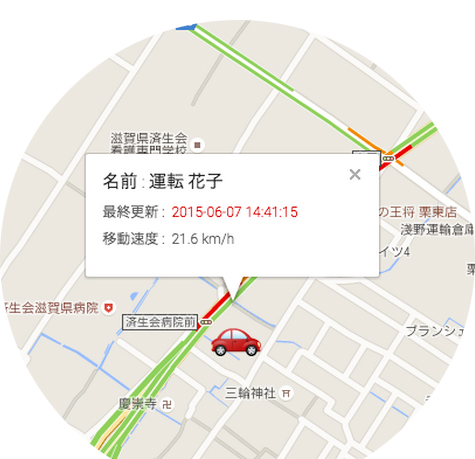 滋賀県済生会
看護専門学校
名前 : 運転 花子
最終更新 : 2015-06-07 14:41:15
移動速度 : 21.6 km/h
の王将 栗東店
淺野運輸倉庫
イツ4
生会滋賀県病院
済生会病院前
ブランシュ
三輪神社
慶崇寺